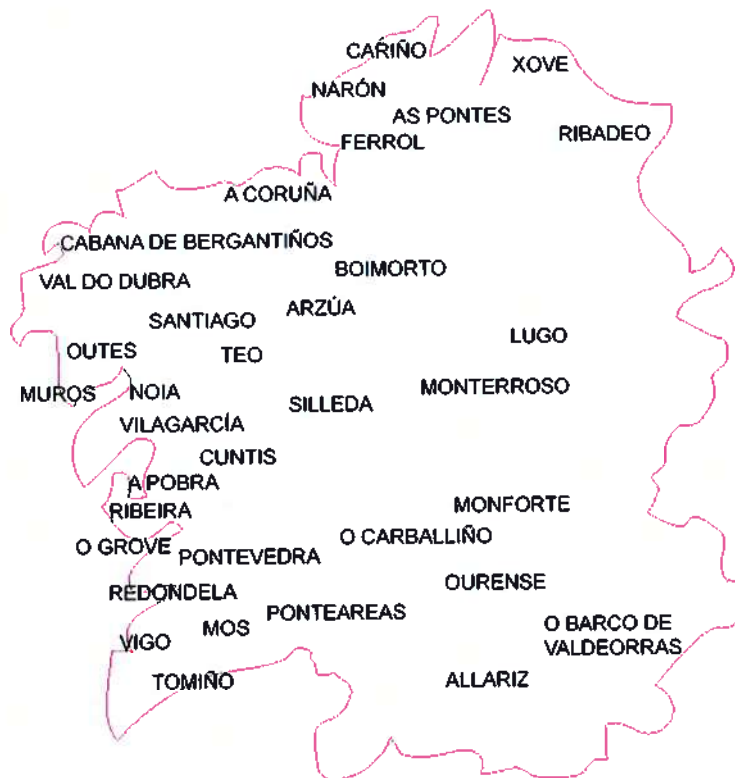 CARIÑO
XOVE
NARÓN
AS PONTES
RIBADEO
FERROL
A CORUÑA
CABANA DE BERGANTIÑOS
BOIMORTO
VAL DO DUBRA
ARZÚA
SANTIAGO
LUGO
OUTES
TEO
MUROS
NOIA
MONTERROSO
SILLEDA
VILAGARCÍA
CUNTIS
A POBRA
MONFORTE
RIBEIRA
O CARBALLIÑO
O GROVE
PONTEVEDRA
OURENSE
REDONDELA
PONTEAREAS
O BARCO DE
VALDEORRAS
MOS
VIGO
TOMIÑO
ALLARIZ